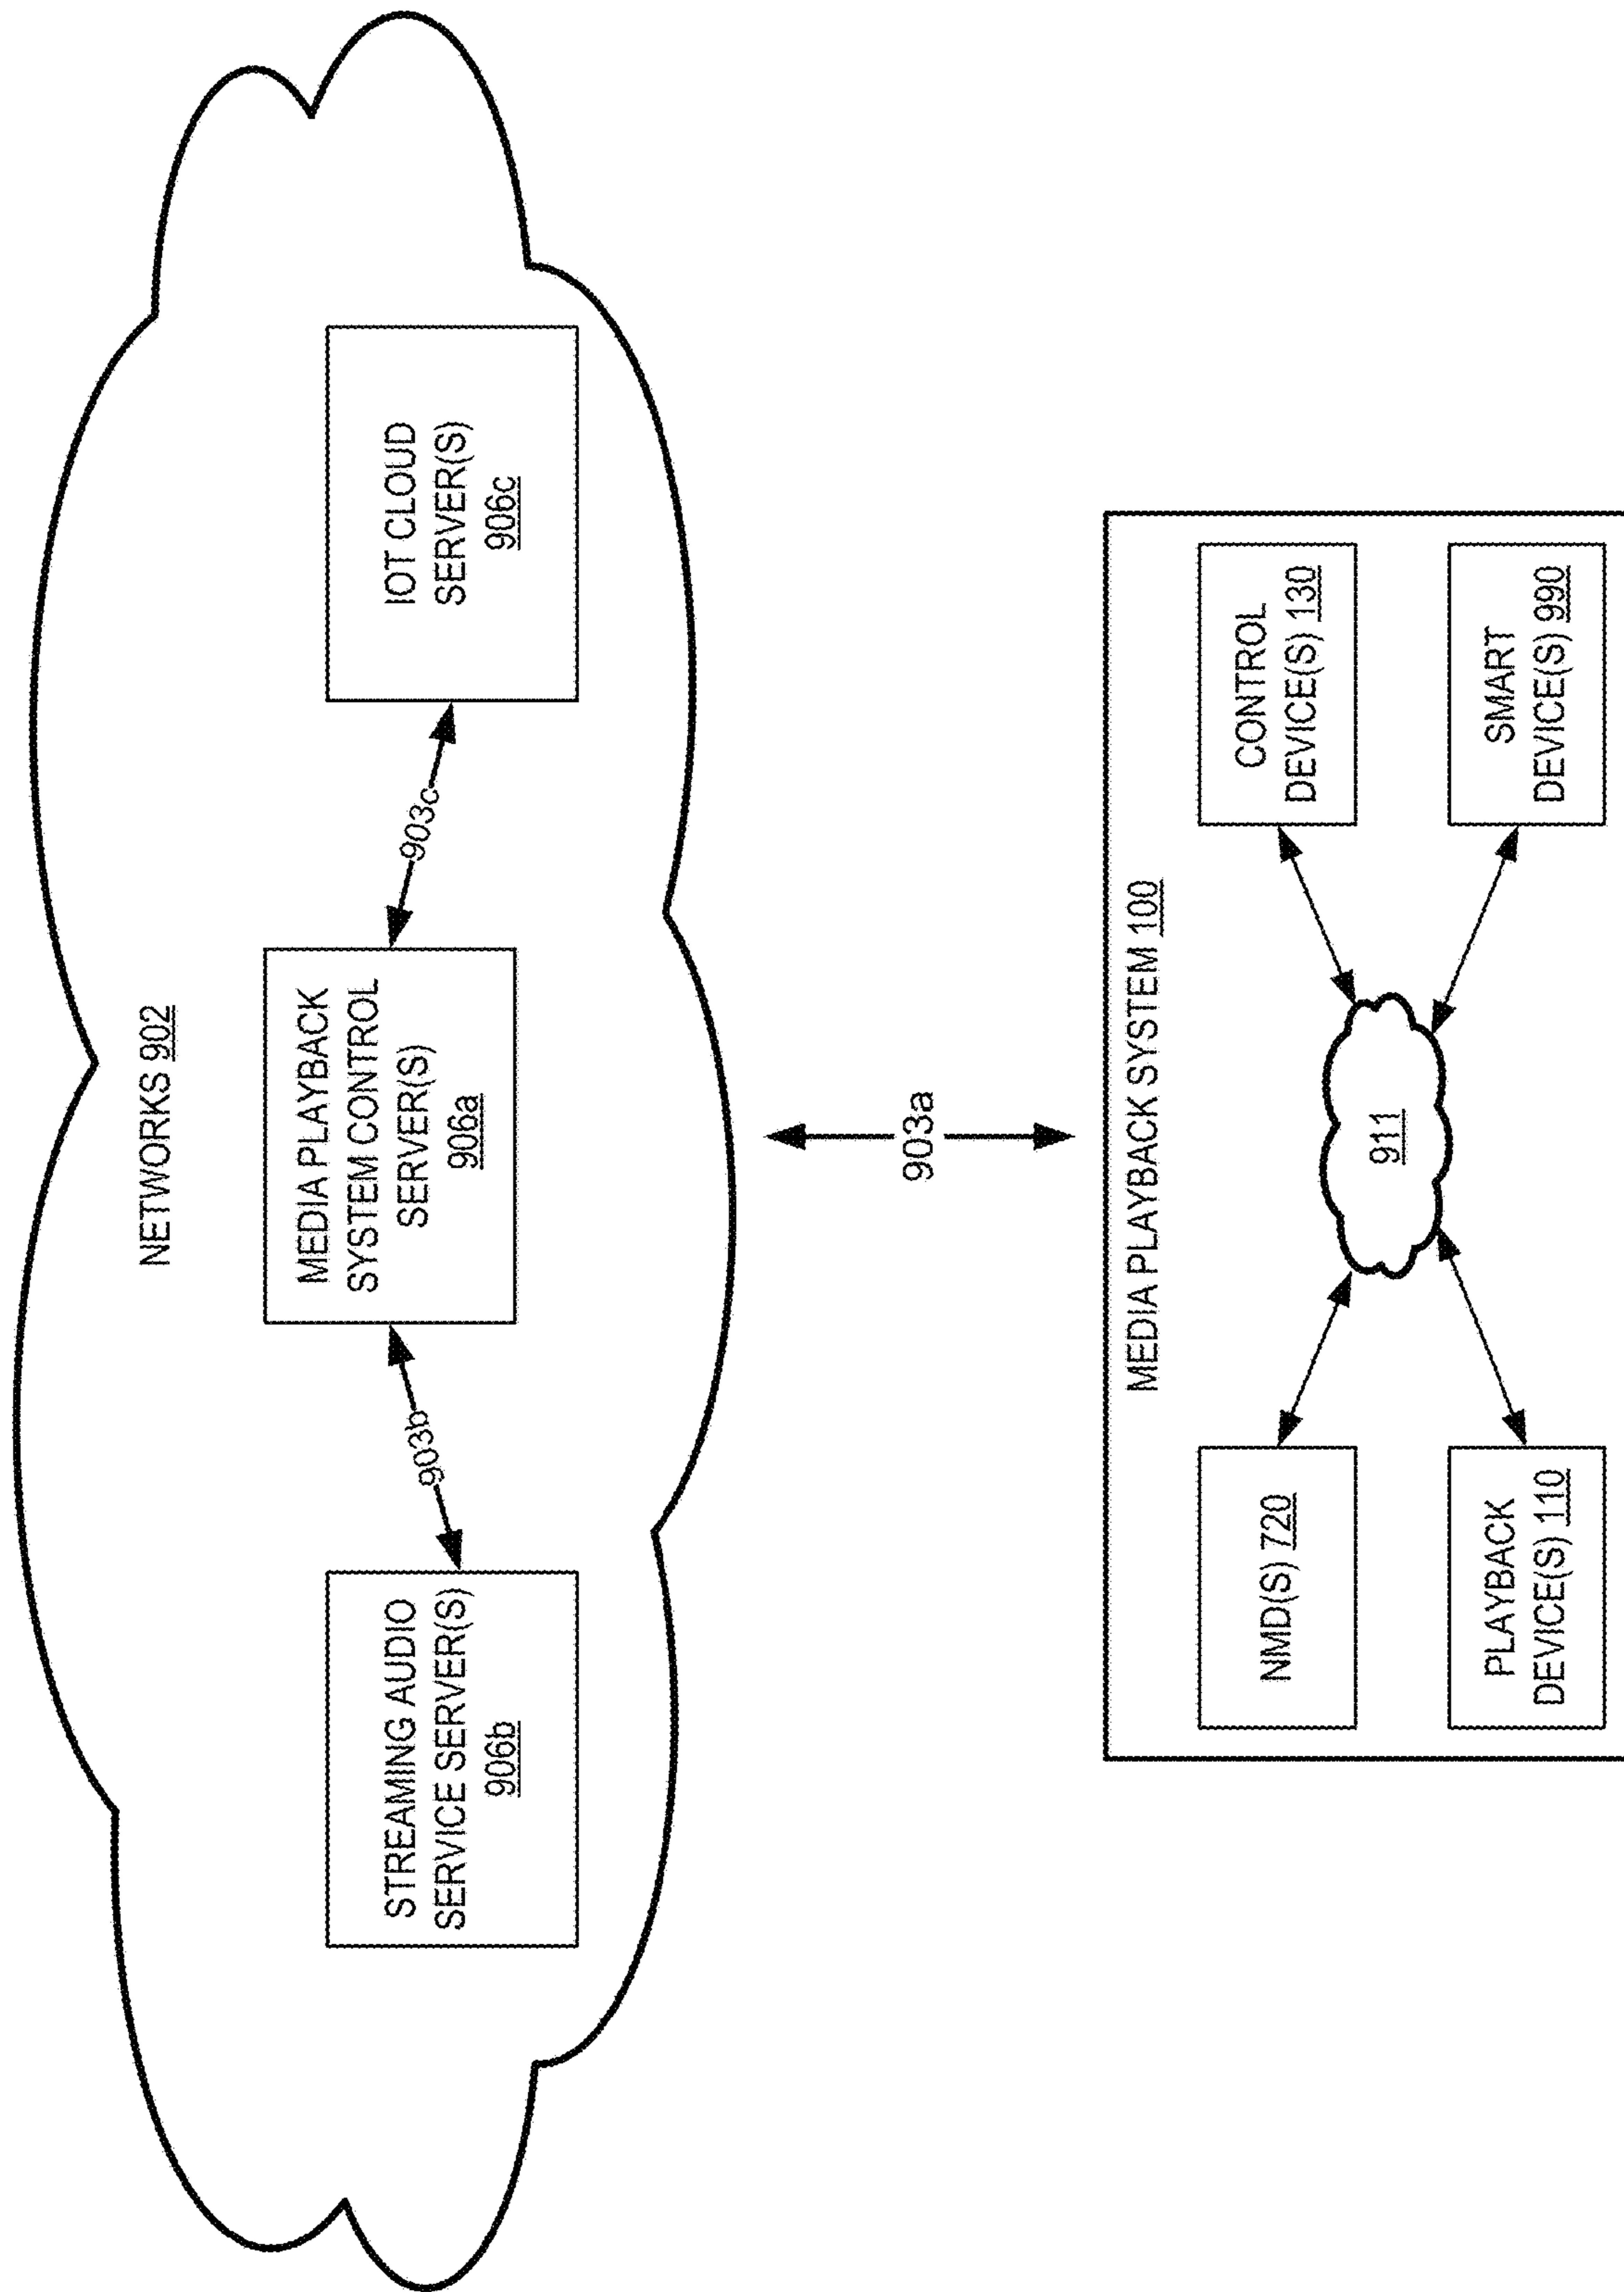 NETWORKS 902
STREAMING AUDIO
SERVICE SERVER(S)
906b
903b
MEDIA PLAYBACK
SYSTEM CONTROL
SERVER(S)
906a
903c
IOT CLOUD
SERVER(S)
906c
903a
MEDIA PLAYBACK SYSTEM 100
NMD(S) 720
CONTROL
DEVICE(S) 130
911
PLAYBACK
DEVICE(S) 110
SMART
DEVICE(S) 990